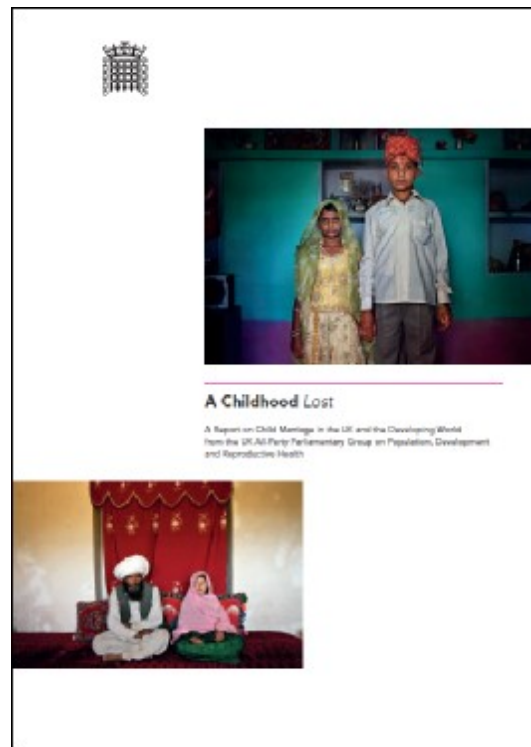 A Childhood Lost
A Report on Child Marriage in the UK and the Developing World
from the UK All-Party Parliamentary Group on Population, Development
and Reproductive Health